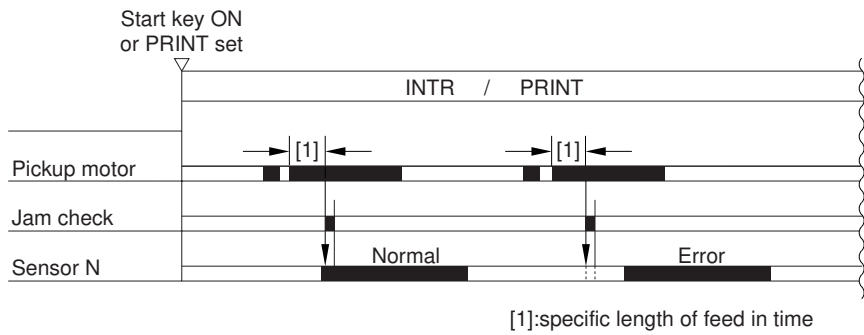 Start key ON
or PRINT set
INTR / PRINT
[1] [1]
Pickup motor
Jam check
Normal Error
Sensor N
[1]:specific length of feed in time